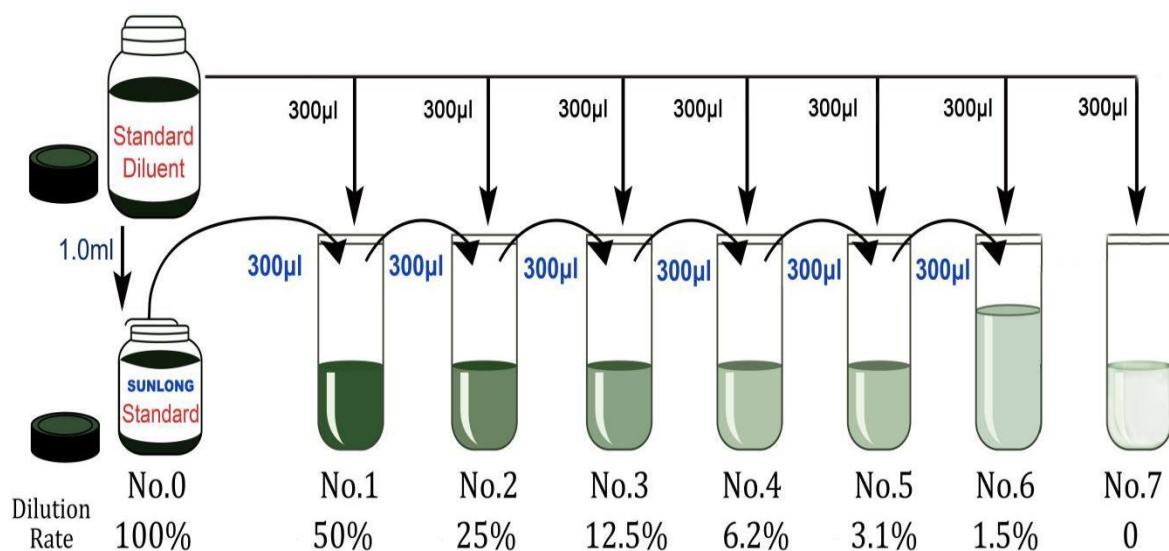 300µl 300µl 300µl 300µl 300µl 300µl 300µl
Standard
Diluent
1.0ml
300µl 300µl 300µl 300µl 300µl 300µl
SUNLONG
Standard
No.0 No.1 No.2 No.3 No.4 No.5 No.6 No.7
Dilution
Rate 100% 50% 25% 12.5% 6.2% 3.1% 1.5% 0